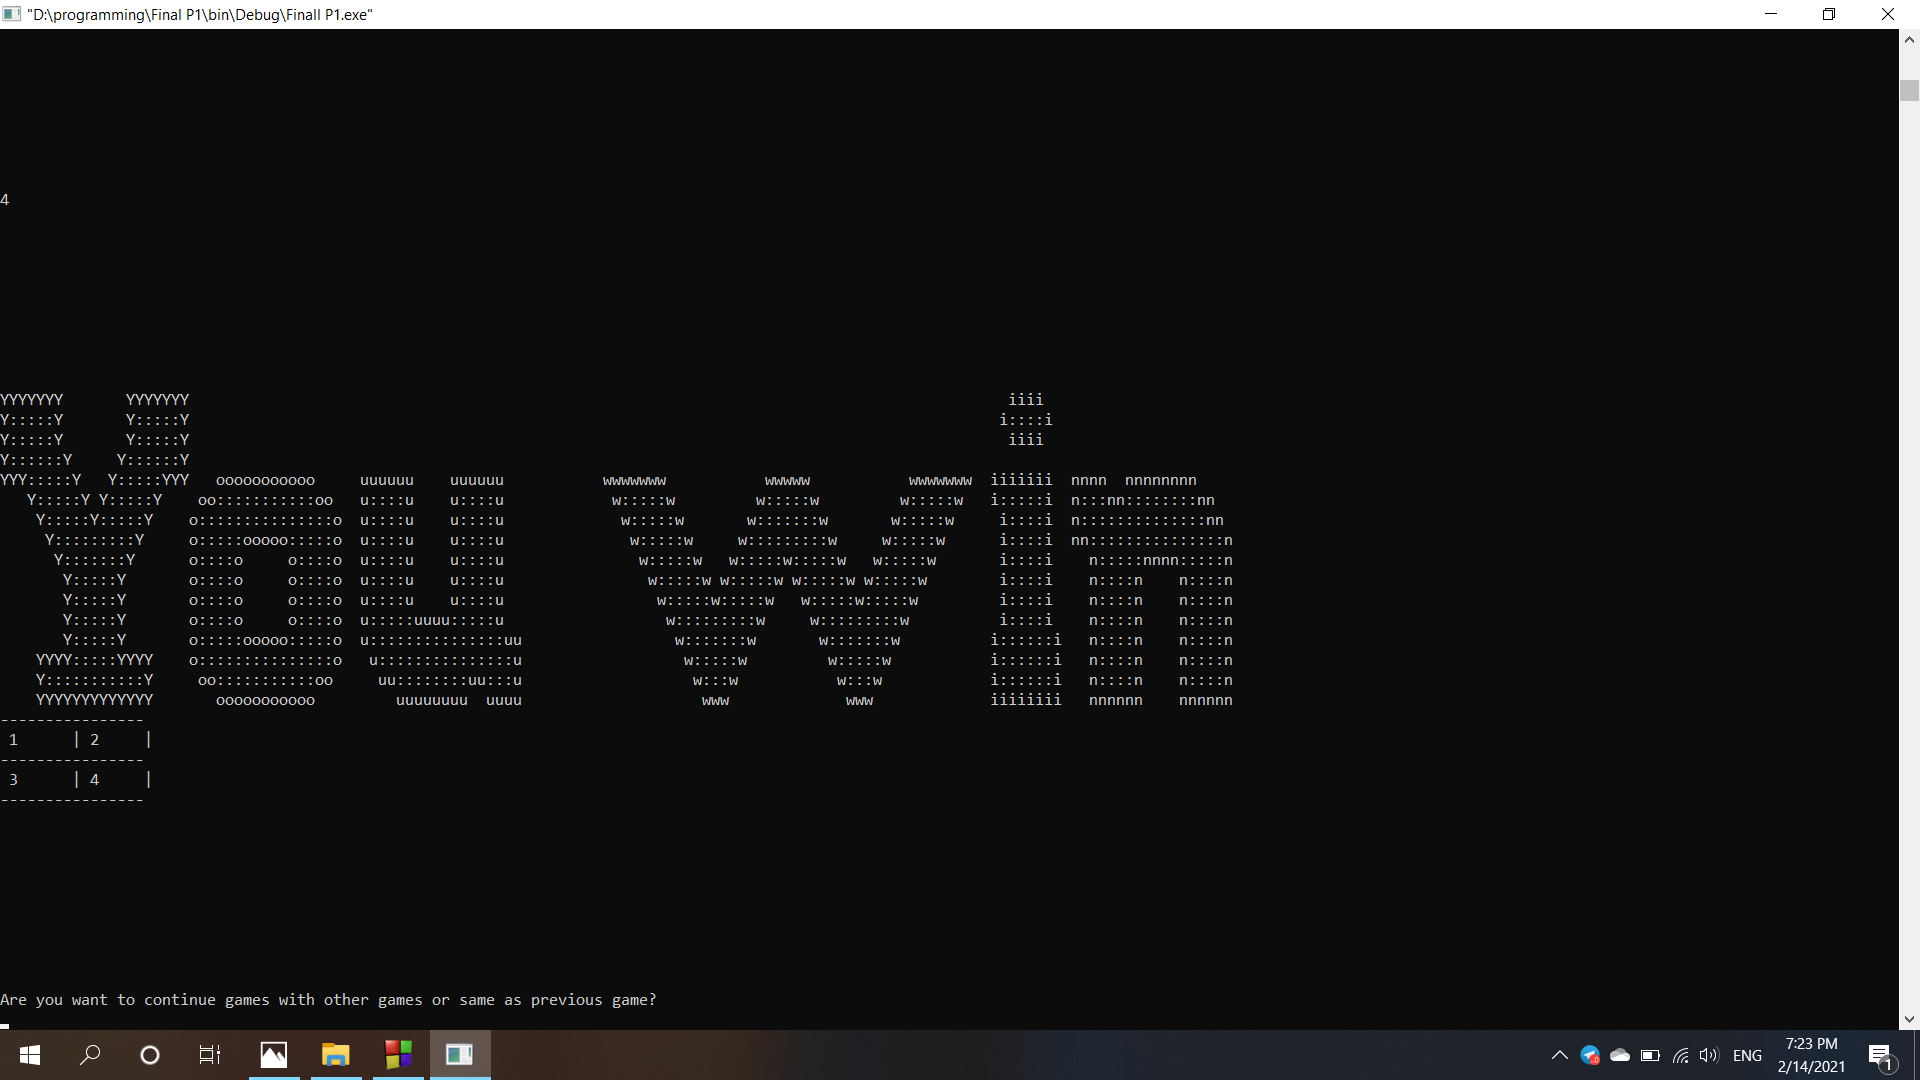 "D:\programming\Final P1\bin\Debug\Finall P1.exe"
4
YYYYYYY       YYYYYYY                                                                                           iiii
Y:::::Y       Y:::::Y                                                                                          i::::i
Y:::::Y       Y:::::Y                                                                                           iiii
Y::::::Y     Y::::::Y
YYY:::::Y   Y:::::YYY   ooooooooooo     uuuuuu    uuuuuu           wwwwwww           wwwww           wwwwwww  iiiiiii  nnnn  nnnnnnnn
   Y:::::Y Y:::::Y    oo:::::::::::oo   u::::u    u::::u            w:::::w         w:::::w         w:::::w   i:::::i  n:::nn::::::::nn
    Y:::::Y:::::Y    o:::::::::::::::o  u::::u    u::::u             w:::::w       w:::::::w       w:::::w     i::::i  n::::::::::::::nn
     Y:::::::::Y     o:::::ooooo:::::o  u::::u    u::::u              w:::::w     w:::::::::w     w:::::w      i::::i  nn:::::::::::::::n
      Y:::::::Y      o::::o     o::::o  u::::u    u::::u               w:::::w   w:::::w:::::w   w:::::w       i::::i    n:::::nnnn:::::n
       Y:::::Y       o::::o     o::::o  u::::u    u::::u                w:::::w w:::::w w:::::w w:::::w        i::::i    n::::n    n::::n
       Y:::::Y       o::::o     o::::o  u::::u    u::::u                 w:::::w:::::w   w:::::w:::::w         i::::i    n::::n    n::::n
       Y:::::Y       o::::o     o::::o  u:::::uuuu:::::u                  w:::::::::w     w:::::::::w          i::::i    n::::n    n::::n
       Y:::::Y       o:::::ooooo:::::o  u:::::::::::::::uu                 w:::::::w       w:::::::w          i::::::i   n::::n    n::::n
    YYYY:::::YYYY    o:::::::::::::::o   u:::::::::::::::u                  w:::::w         w:::::w           i::::::i   n::::n    n::::n
    Y:::::::::::Y     oo:::::::::::oo     uu::::::::uu:::u                   w:::w           w:::w            i::::::i   n::::n    n::::n
    YYYYYYYYYYYYY       ooooooooooo         uuuuuuuu  uuuu                    www             www             iiiiiiii   nnnnnn    nnnnnn
----------------
 1      | 2     |
----------------
 3      | 4     |
----------------
Are you want to continue games with other games or same as previous game?
ENG
7:23 PM
2/14/2021
1